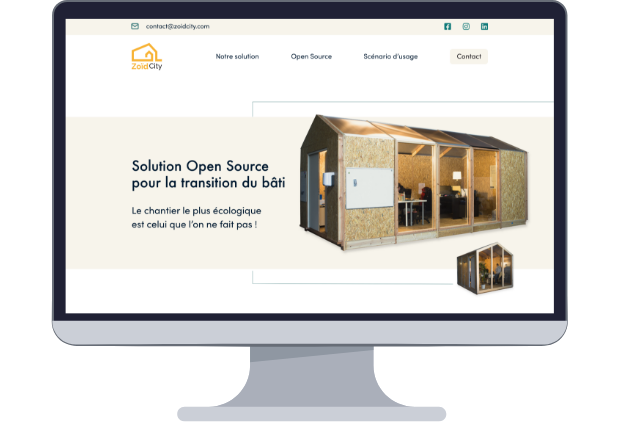 contact@zoidcity.com
ZoidCity
Notre solution
Open Source
Scénario d'usage
Contact
Solution Open Source
pour la transition du bâti
Le chantier le plus écologique
est celui que l'on ne fait pas !